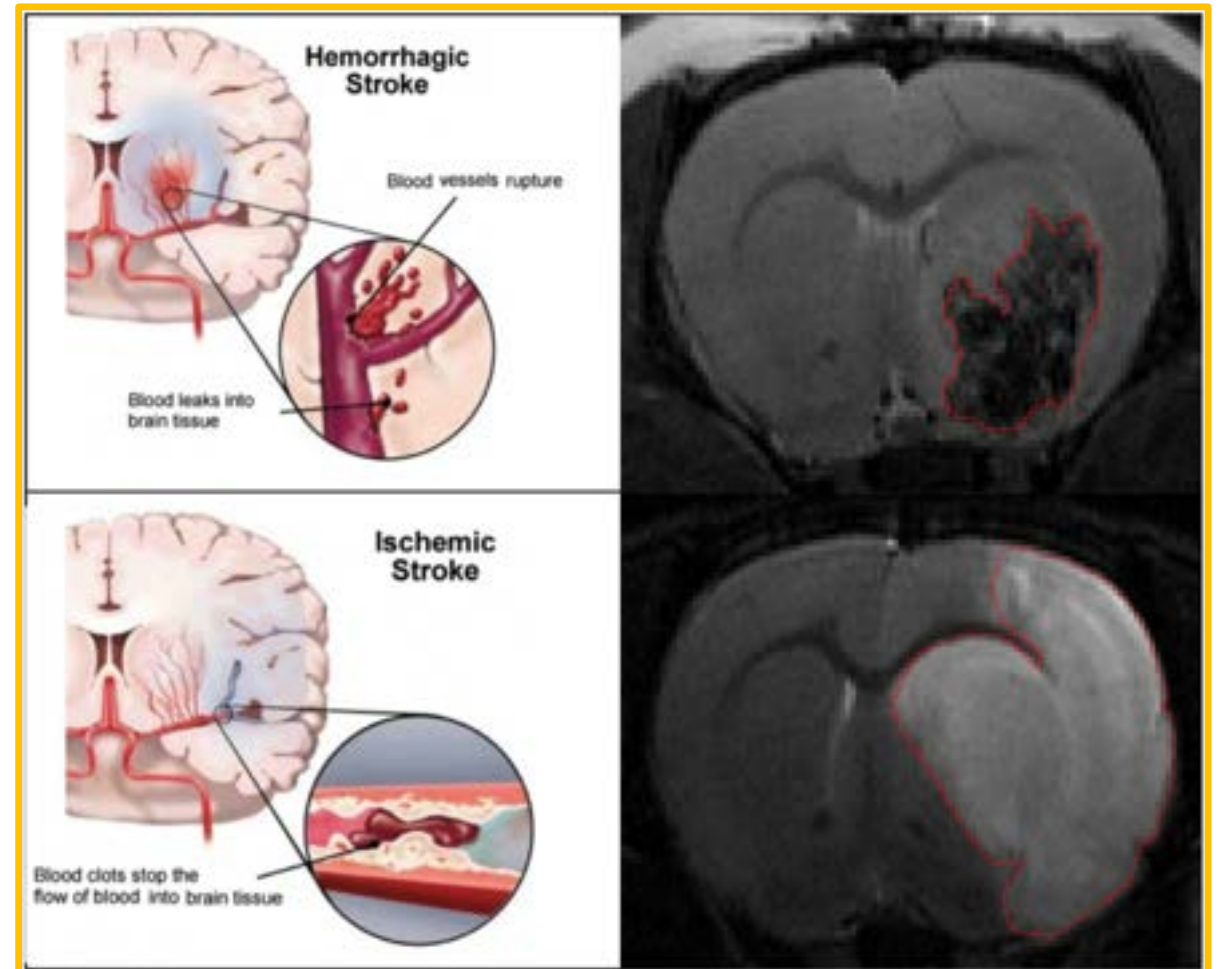 Hemorrhagic
Stroke
Blood vessels rupture
Blood leaks into
brain tissue
Ischemic
Stroke
Blood clots stop the
flow of blood into brain tissue